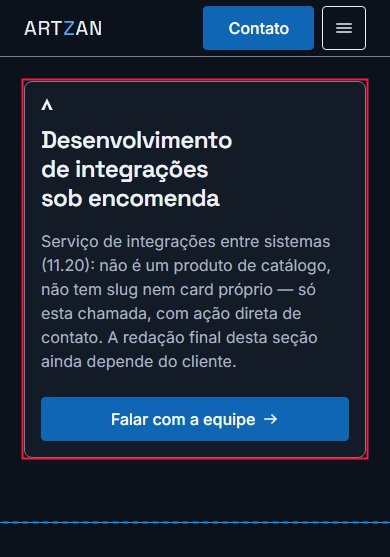 ARTZAN
Contato
Desenvolvimento
de integrações
sob encomenda
Serviço de integrações entre sistemas
(11.20): não é um produto de catálogo,
não tem slug nem card próprio — só
esta chamada, com ação direta de
contato. A redação final desta seção
ainda depende do cliente.
Falar com a equipe →